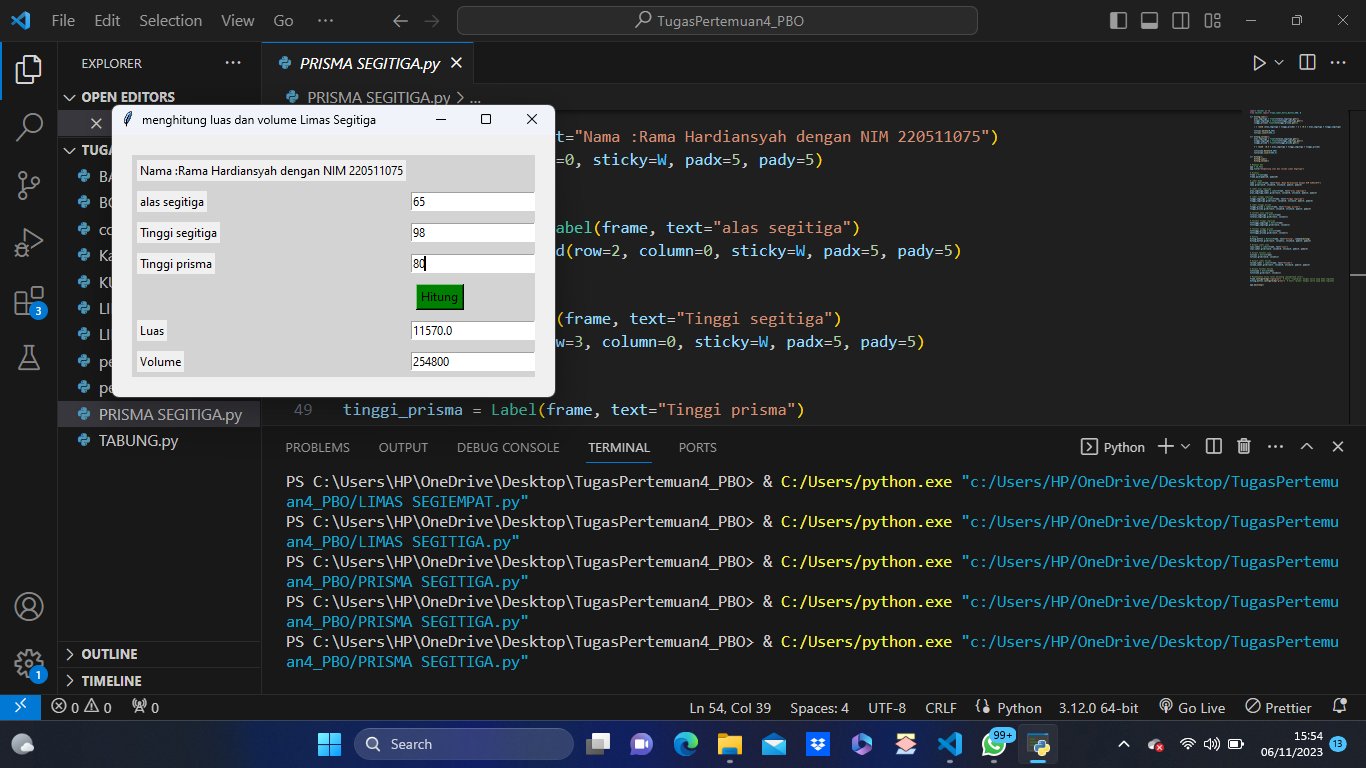 File Edit Selection View Go ···
TugasPertemuan4_PBO
EXPLORER
PRISMA SEGITIGA.py
OPEN EDITORS
PRISMA SEGITIGA.py > ...
menghitung luas dan volume Limas Segitiga
Nama :Rama Hardiansyah dengan NIM 220511075
alas segitiga 65
Tinggi segitiga 98
Tinggi prisma 80
Hitung
Luas 11570.0
Volume 254800
t="Nama :Rama Hardiansyah dengan NIM 220511075")
=0, sticky=W, padx=5, pady=5)
abel(frame, text="alas segitiga")
d(row=2, column=0, sticky=W, padx=5, pady=5)
(frame, text="Tinggi segitiga")
w=3, column=0, sticky=W, padx=5, pady=5)
49 tinggi_prisma = Label(frame, text="Tinggi prisma")
TUGA
BA
BO
co
Ka
KU
LI
LI
pe
pe
PRISMA SEGITIGA.py
TABUNG.py
OUTLINE
TIMELINE
3
1
PROBLEMS OUTPUT DEBUG CONSOLE TERMINAL PORTS
Python
PS C:\Users\HP\OneDrive\Desktop\TugasPertemuan4_PBO> & C:/Users/python.exe "c:/Users/HP/OneDrive/Desktop/TugasPertemu
an4_PBO/LIMAS SEGIEMPAT.py"
PS C:\Users\HP\OneDrive\Desktop\TugasPertemuan4_PBO> & C:/Users/python.exe "c:/Users/HP/OneDrive/Desktop/TugasPertemu
an4_PBO/LIMAS SEGITIGA.py"
PS C:\Users\HP\OneDrive\Desktop\TugasPertemuan4_PBO> & C:/Users/python.exe "c:/Users/HP/OneDrive/Desktop/TugasPertemu
an4_PBO/PRISMA SEGITIGA.py"
PS C:\Users\HP\OneDrive\Desktop\TugasPertemuan4_PBO> & C:/Users/python.exe "c:/Users/HP/OneDrive/Desktop/TugasPertemu
an4_PBO/PRISMA SEGITIGA.py"
PS C:\Users\HP\OneDrive\Desktop\TugasPertemuan4_PBO> & C:/Users/python.exe "c:/Users/HP/OneDrive/Desktop/TugasPertemu
an4_PBO/PRISMA SEGITIGA.py"
0 0 0 Ln 54, Col 39 Spaces: 4 UTF-8 CRLF Python 3.12.0 64-bit Go Live Prettier
Search
99+
15:54
06/11/2023
13